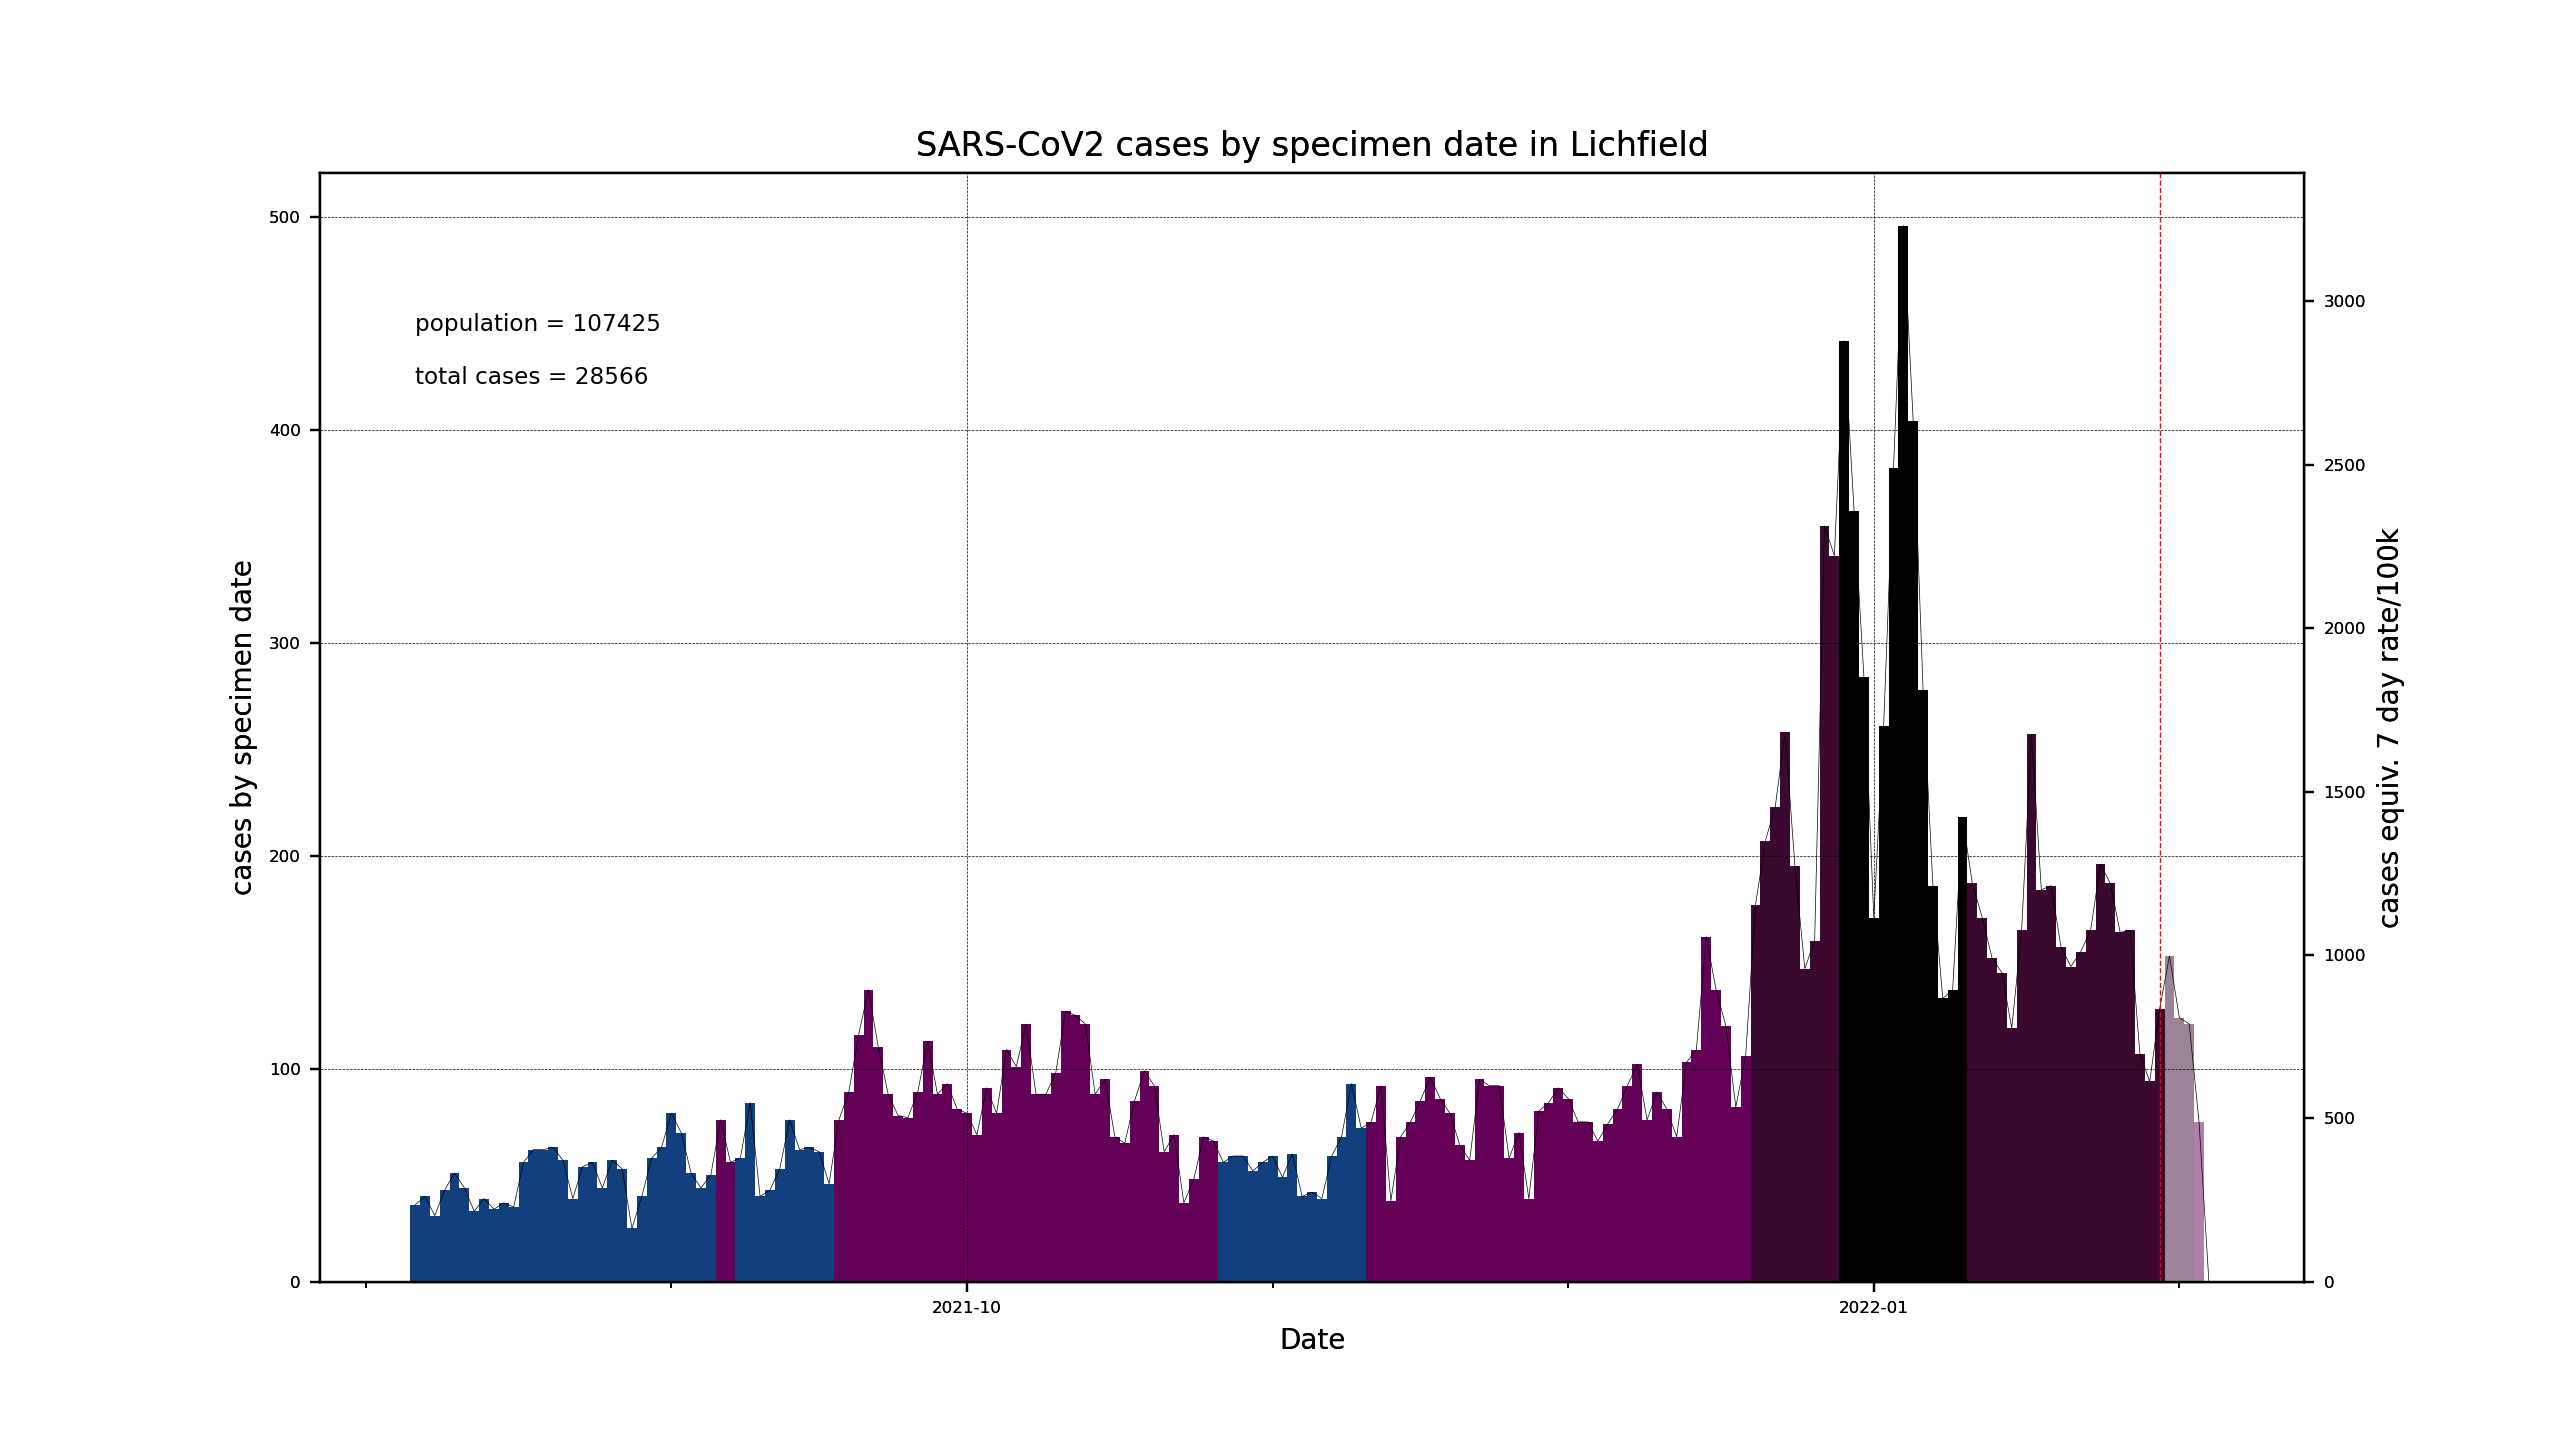 SARS-CoV2 cases by specimen date in Lichfield
population = 107425
total cases = 28566
cases by specimen date
500
400
300
200
100
0
3000
2500
2000
1500
1000
500
0
cases equiv. 7 day rate/100k
2021-10
2022-01
Date